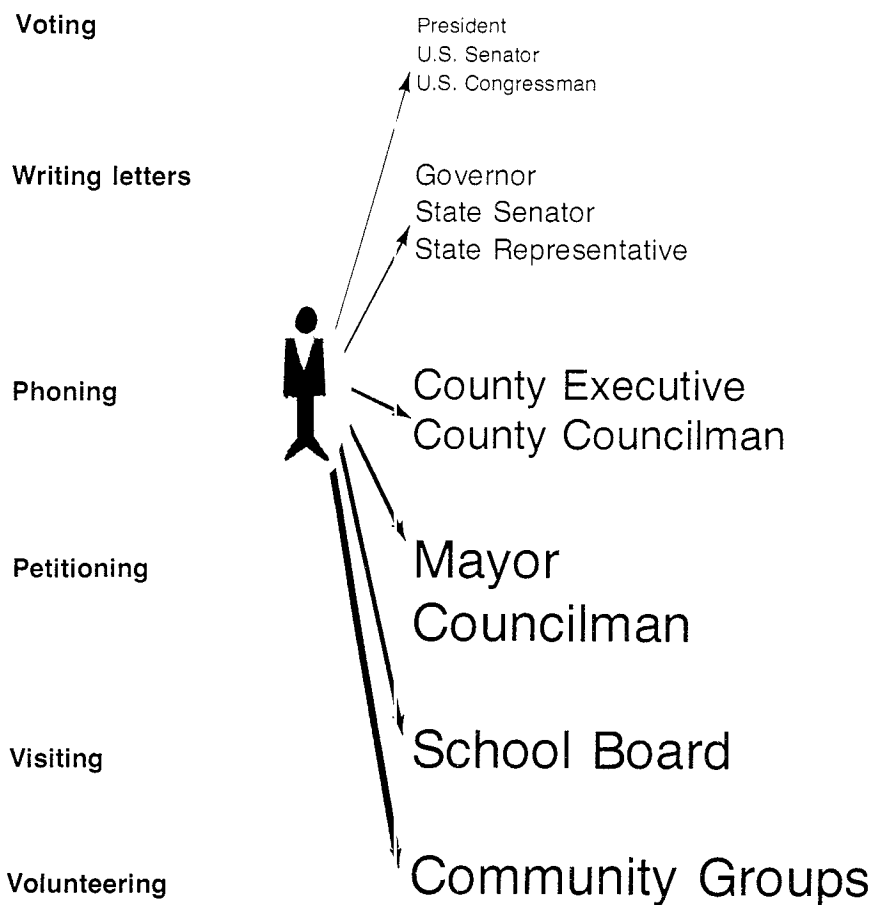 Voting
President
U.S. Senator
U.S. Congressman
Writing letters
Governor
State Senator
State Representative
Phoning
County Executive
County Councilman
Petitioning
Mayor
Councilman
Visiting
School Board
Volunteering
Community Groups